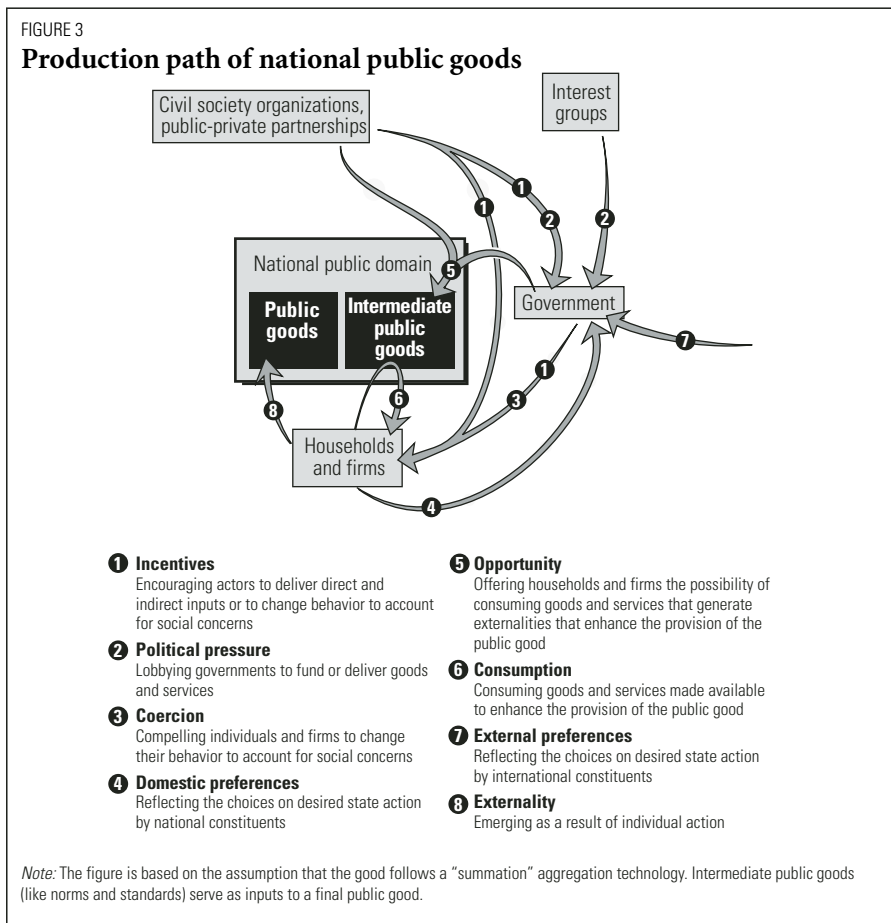 FIGURE 3
Production path of national public goods
Civil society organizations,
public-private partnerships
Interest
groups
1
1
2
2
National public domain
5
Government
Public
goods
Intermediate
public
goods
7
1
6
3
8
Households
and firms
4
1 Incentives
Encouraging actors to deliver direct and
indirect inputs or to change behavior to account
for social concerns
2 Political pressure
Lobbying governments to fund or deliver goods
and services
3 Coercion
Compelling individuals and firms to change
their behavior to account for social concerns
4 Domestic preferences
Reflecting the choices on desired state action
by national constituents
5 Opportunity
Offering households and firms the possibility of
consuming goods and services that generate
externalities that enhance the provision of the
public good
6 Consumption
Consuming goods and services made available
to enhance the provision of the public good
7 External preferences
Reflecting the choices on desired state action
by international constituents
8 Externality
Emerging as a result of individual action
Note: The figure is based on the assumption that the good follows a “summation” aggregation technology. Intermediate public goods
(like norms and standards) serve as inputs to a final public good.